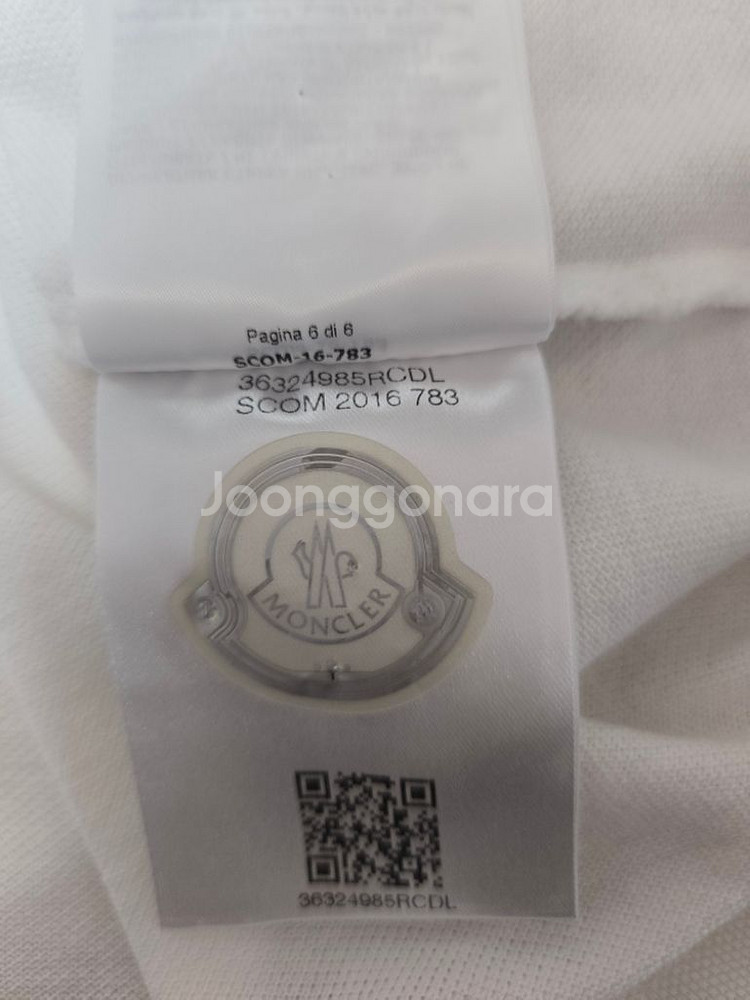 Pagina 6 di 6
SCOM-16-783
36324985RCDL
SCOM 2016 783
Joonggonara
MONCLER
36324985RCDL